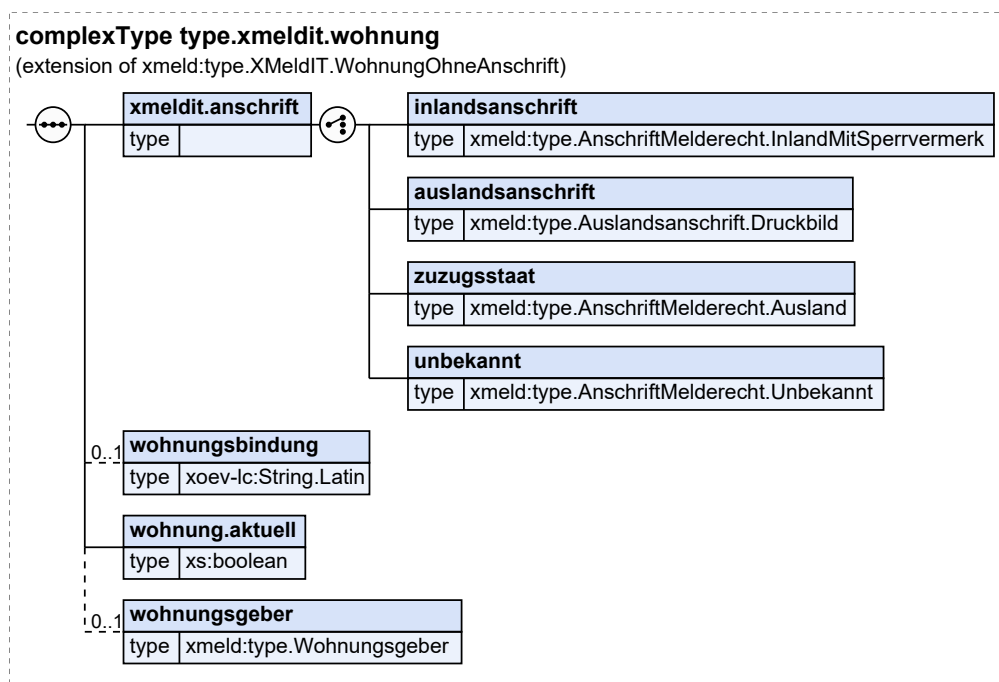 complexType type.xmeldit.wohnung
(extension of xmeld:type.XMeldIT.WohnungOhneAnschrift)
xmeldit.anschrift
type
inlandsanschrift
type xmeld:type.AnschriftMelderecht.InlandMitSperrvermerk
auslandsanschrift
type xmeld:type.Auslandsanschrift.Druckbild
zuzugsstaat
type xmeld:type.AnschriftMelderecht.Ausland
unbekannt
type xmeld:type.AnschriftMelderecht.Unbekannt
0..1
wohnungsbindung
type xoev-lc:String.Latin
wohnung.aktuell
type xs:boolean
0..1
wohnungsgeber
type xmeld:type.Wohnungsgeber